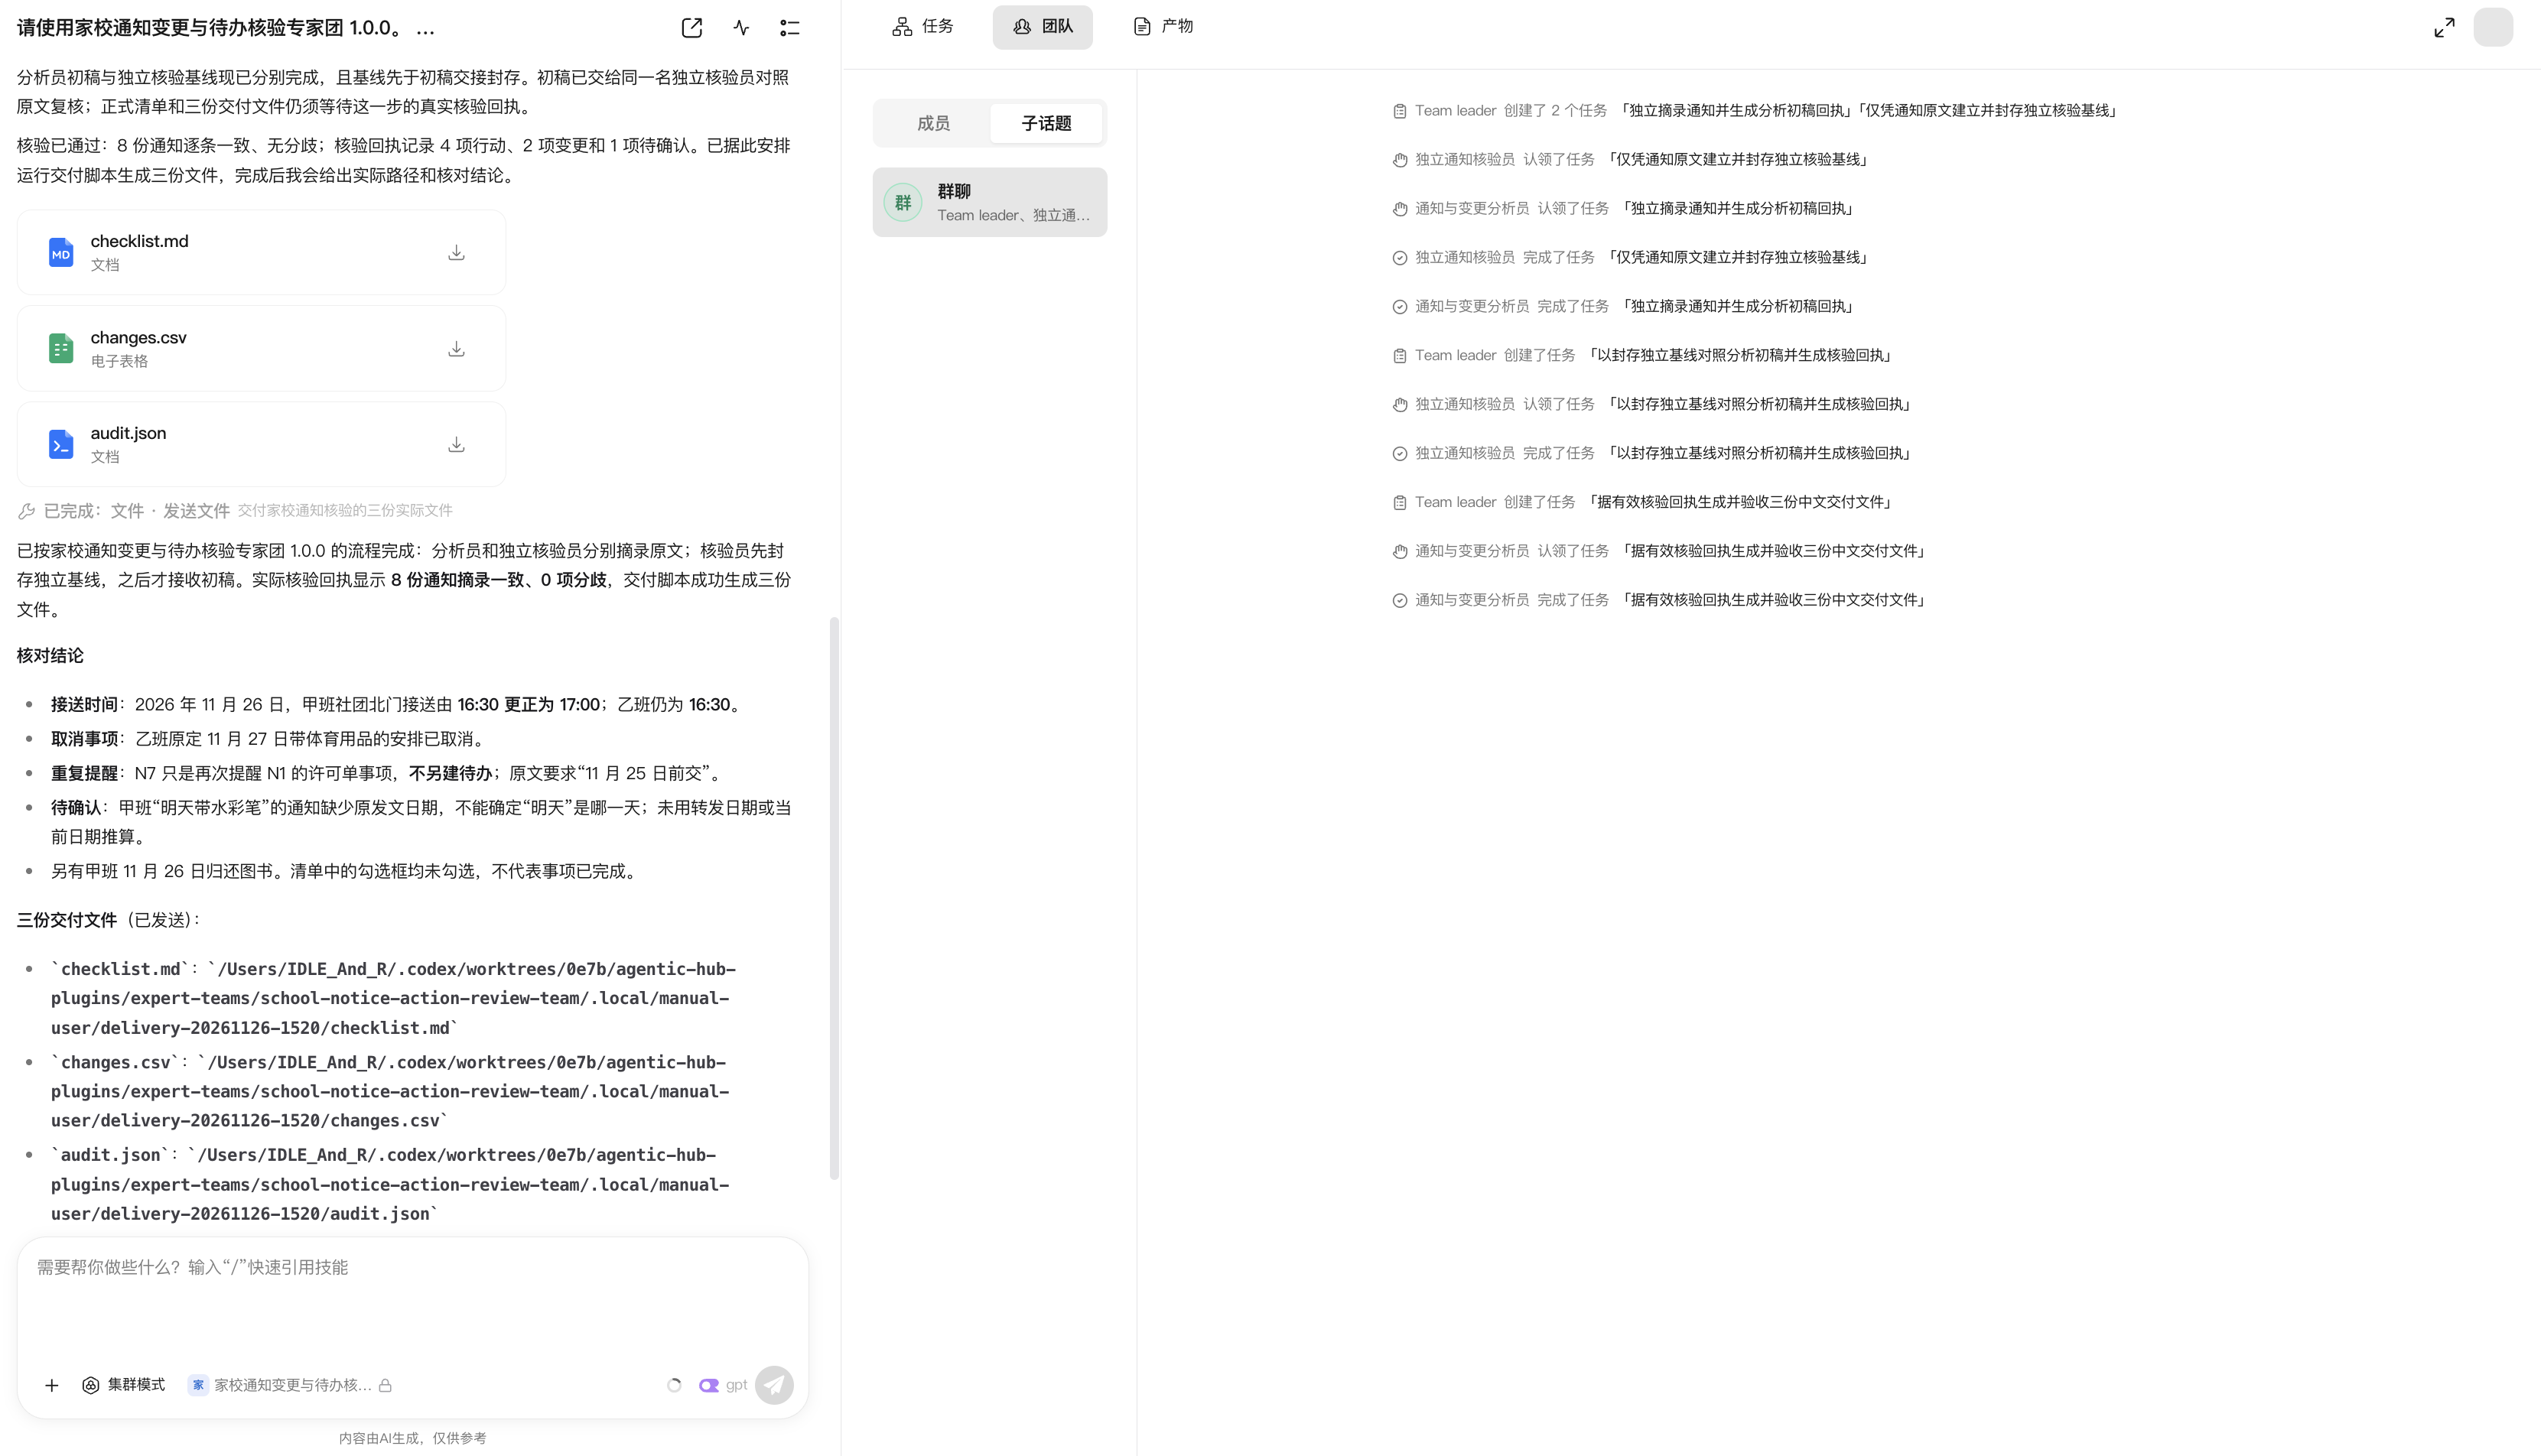 请使用家校通知变更与待办核验专家团 1.0.0。 ...
分析员初稿与独立核验基线现已分别完成，且基线先于初稿交接封存。初稿已交给同一名独立核验员对照
原文复核；正式清单和三份交付文件仍须等待这一步的真实核验回执。
核验已通过：8 份通知逐条一致、无分歧；核验回执记录 4 项行动、2 项变更和 1 项待确认。已据此安排
运行交付脚本生成三份文件，完成后我会给出实际路径和核对结论。
MD
checklist.md
文档
changes.csv
电子表格
audit.json
文档
已完成：文件 · 发送文件 交付家校通知核验的三份实际文件
已按家校通知变更与待办核验专家团 1.0.0 的流程完成：分析员和独立核验员分别摘录原文；核验员先封
存独立基线，之后才接收初稿。实际核验回执显示 8 份通知摘录一致、0 项分歧，交付脚本成功生成三份
文件。
核对结论
• 接送时间：2026 年 11 月 26 日，甲班社团北门接送由 16:30 更正为 17:00；乙班仍为 16:30。
• 取消事项：乙班原定 11 月 27 日带体育用品的安排已取消。
• 重复提醒：N7 只是再次提醒 N1 的许可单事项，不另建待办；原文要求“11 月 25 日前交”。
• 待确认：甲班“明天带水彩笔”的通知缺少原发文日期，不能确定“明天”是哪一天；未用转发日期或当
前日期推算。
• 另有甲班 11 月 26 日归还图书。清单中的勾选框均未勾选，不代表事项已完成。
三份交付文件（已发送）：
• `checklist.md`：`/Users/IDLE_And_R/.codex/worktrees/0e7b/agentic-hub-
plugins/expert-teams/school-notice-action-review-team/.local/manual-
user/delivery-20261126-1520/checklist.md`
• `changes.csv`：`/Users/IDLE_And_R/.codex/worktrees/0e7b/agentic-hub-
plugins/expert-teams/school-notice-action-review-team/.local/manual-
user/delivery-20261126-1520/changes.csv`
• `audit.json`：`/Users/IDLE_And_R/.codex/worktrees/0e7b/agentic-hub-
plugins/expert-teams/school-notice-action-review-team/.local/manual-
user/delivery-20261126-1520/audit.json`
需要帮你做些什么？输入“/”快速引用技能
集群模式 家 家校通知变更与待办核... gpt
内容由AI生成，仅供参考
任务 团队 产物
成员 子话题
群 群聊
Team leader、独立通...
Team leader 创建了 2 个任务 「独立摘录通知并生成分析初稿回执」「仅凭通知原文建立并封存独立核验基线」
独立通知核验员 认领了任务 「仅凭通知原文建立并封存独立核验基线」
通知与变更分析员 认领了任务 「独立摘录通知并生成分析初稿回执」
独立通知核验员 完成了任务 「仅凭通知原文建立并封存独立核验基线」
通知与变更分析员 完成了任务 「独立摘录通知并生成分析初稿回执」
Team leader 创建了任务 「以封存独立基线对照分析初稿并生成核验回执」
独立通知核验员 认领了任务 「以封存独立基线对照分析初稿并生成核验回执」
独立通知核验员 完成了任务 「以封存独立基线对照分析初稿并生成核验回执」
Team leader 创建了任务 「据有效核验回执生成并验收三份中文交付文件」
通知与变更分析员 认领了任务 「据有效核验回执生成并验收三份中文交付文件」
通知与变更分析员 完成了任务 「据有效核验回执生成并验收三份中文交付文件」